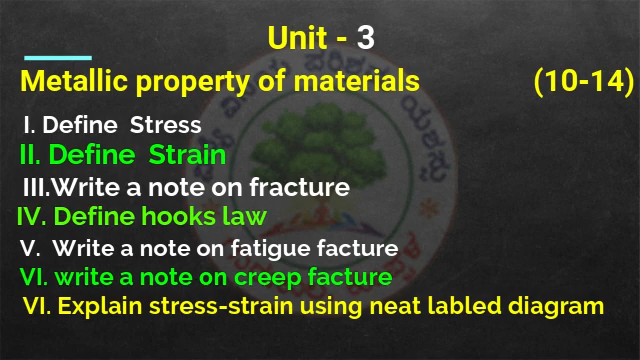 Unit - 3
Metallic property of materials (10-14)
I. Define Stress
II. Define Strain
III.Write a note on fracture
IV. Define hooks law
V. Write a note on fatigue facture
VI. write a note on creep facture
VI. Explain stress-strain using neat labled diagram